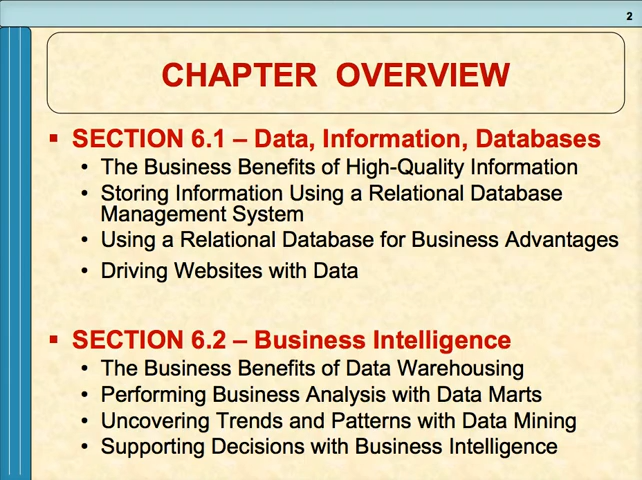 2
CHAPTER OVERVIEW
▪ SECTION 6.1 – Data, Information, Databases
• The Business Benefits of High-Quality Information
• Storing Information Using a Relational Database
Management System
• Using a Relational Database for Business Advantages
• Driving Websites with Data
▪ SECTION 6.2 – Business Intelligence
• The Business Benefits of Data Warehousing
• Performing Business Analysis with Data Marts
• Uncovering Trends and Patterns with Data Mining
• Supporting Decisions with Business Intelligence